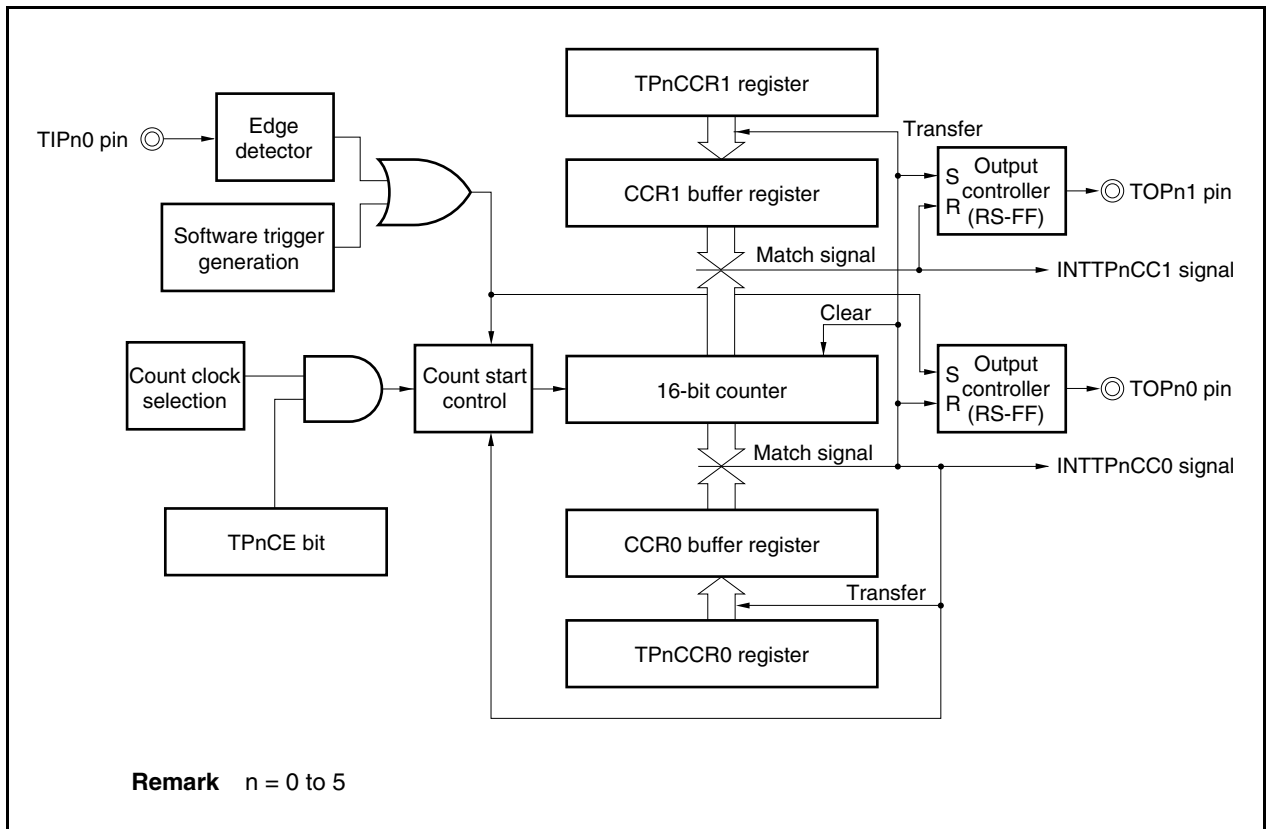 TPnCCR1 register
TIPn0 pin
Edge
detector
Transfer
CCR1 buffer register
S
R
Output
controller
(RS-FF)
TOPn1 pin
Software trigger
generation
Match signal
INTTPnCC1 signal
Clear
Count clock
selection
Count start
control
16-bit counter
S
R
Output
controller
(RS-FF)
TOPn0 pin
Match signal
INTTPnCC0 signal
TPnCE bit
CCR0 buffer register
Transfer
TPnCCR0 register
Remark n = 0 to 5